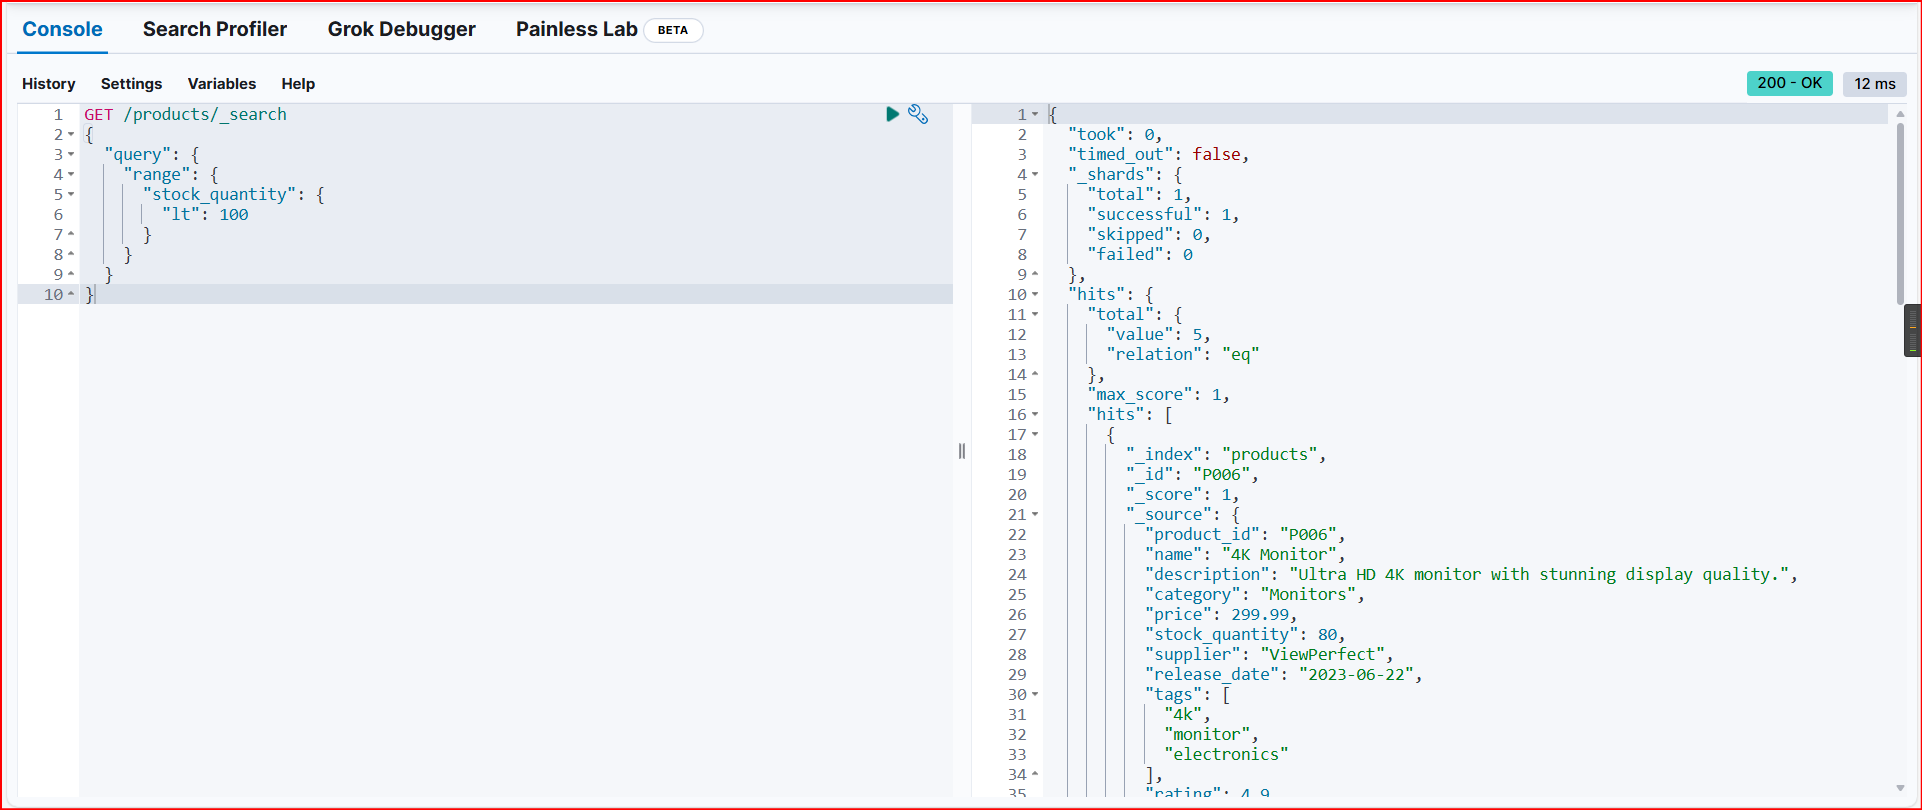 Console Search Profiler Grok Debugger Painless Lab BETA
History Settings Variables Help 200 - OK 12 ms
1 GET /products/_search
2 {
3 "query": {
4 "range": {
5 "stock_quantity": {
6 "lt": 100
7 }
8 }
9 }
10 }
1 {
2 "took": 0,
3 "timed_out": false,
4 "_shards": {
5 "total": 1,
6 "successful": 1,
7 "skipped": 0,
8 "failed": 0
9 },
10 "hits": {
11 "total": {
12 "value": 5,
13 "relation": "eq"
14 },
15 "max_score": 1,
16 "hits": [
17 {
18 "_index": "products",
19 "_id": "P006",
20 "_score": 1,
21 "_source": {
22 "product_id": "P006",
23 "name": "4K Monitor",
24 "description": "Ultra HD 4K monitor with stunning display quality.",
25 "category": "Monitors",
26 "price": 299.99,
27 "stock_quantity": 80,
28 "supplier": "ViewPerfect",
29 "release_date": "2023-06-22",
30 "tags": [
31 "4k",
32 "monitor",
33 "electronics"
34 ],
35 "rating": 4.9